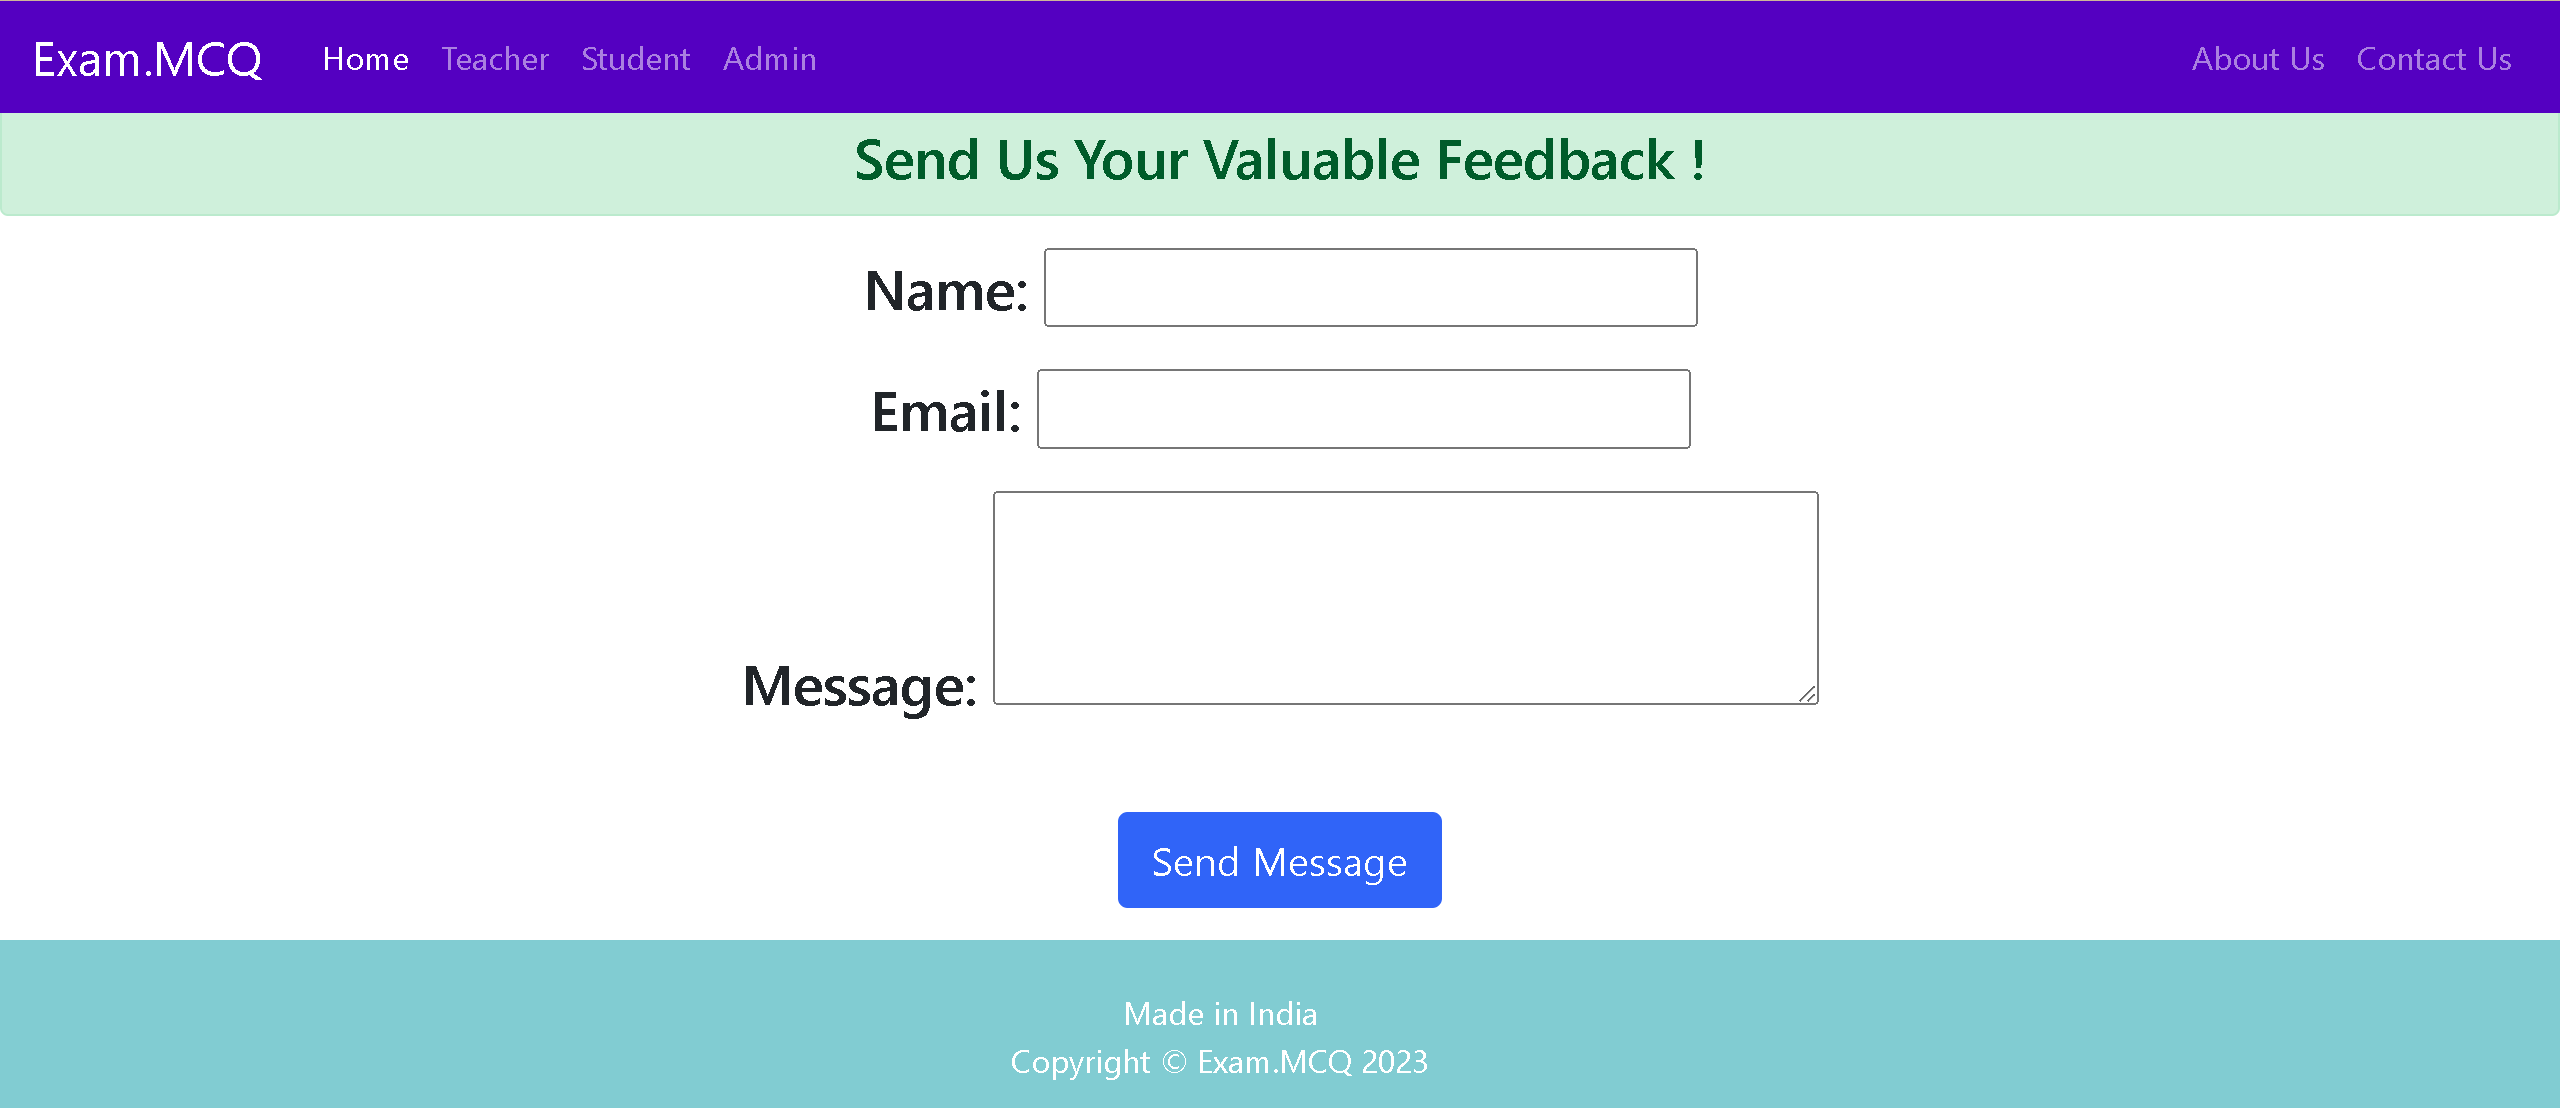 Exam.MCQ Home Teacher Student Admin About Us Contact Us
Send Us Your Valuable Feedback !
Name:
Email:
Message:
Send Message
Made in India
Copyright © Exam.MCQ 2023